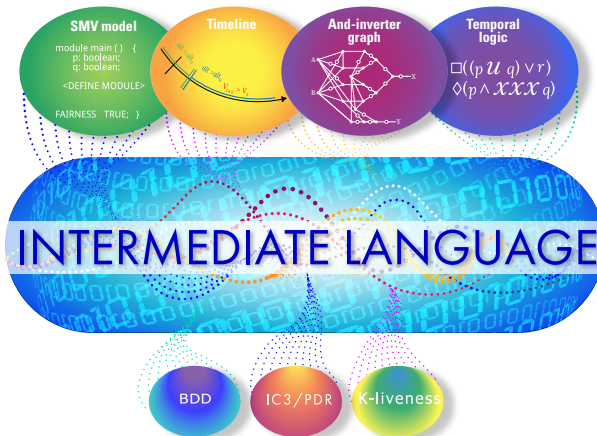 SMV model
module main ( ) {
p: boolean;
q: boolean;
<DEFINE MODULE>
FAIRNESS TRUE; }
Timeline
And-inverter
graph
A
B
X
Y
Temporal
logic
□((p 𝒰 q) ∨ r)
◊(p ∧ 𝒳𝒳𝒳 q)
INTERMEDIATE LANGUAGE
BDD
IC3/PDR
K-liveness